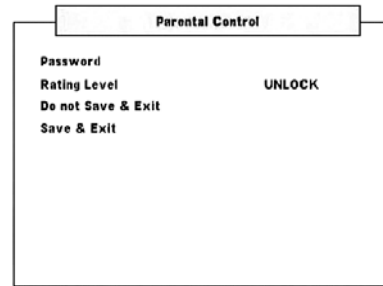 Parental Control
Password
Rating Level UNLOCK
Do not Save & Exit
Save & Exit